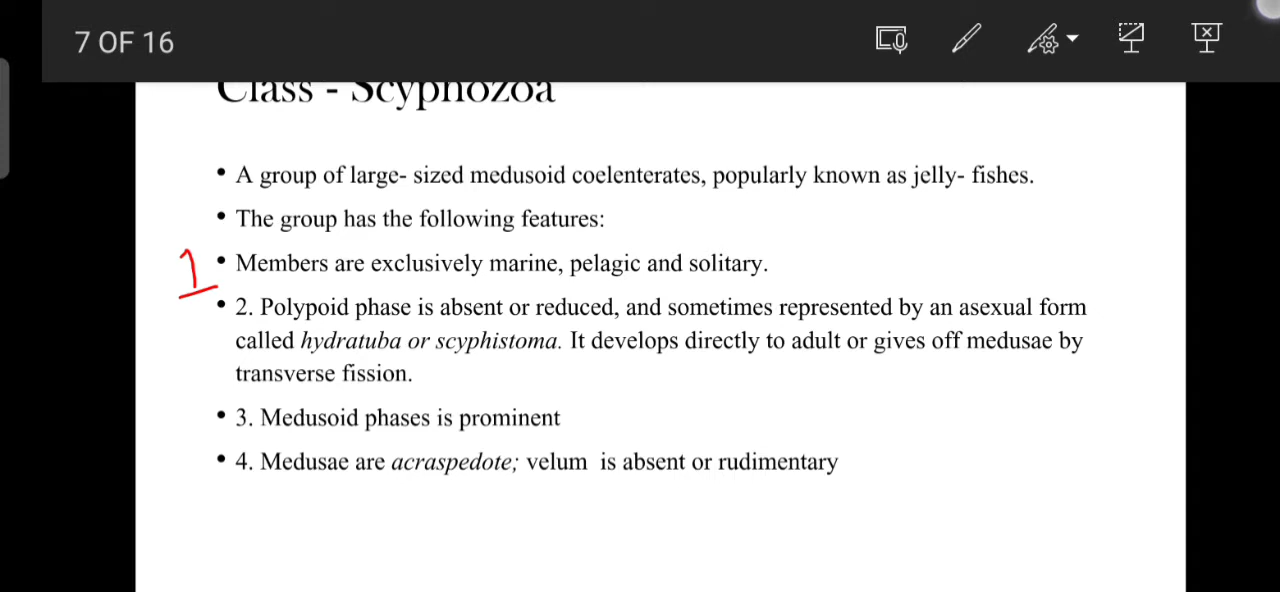 7 OF 16
Class - Scyphozoa
• A group of large- sized medusoid coelenterates, popularly known as jelly- fishes.
• The group has the following features:
1 • Members are exclusively marine, pelagic and solitary.
• 2. Polypoid phase is absent or reduced, and sometimes represented by an asexual form
called hydratuba or scyphistoma. It develops directly to adult or gives off medusae by
transverse fission.
• 3. Medusoid phases is prominent
• 4. Medusae are acraspedote; velum is absent or rudimentary